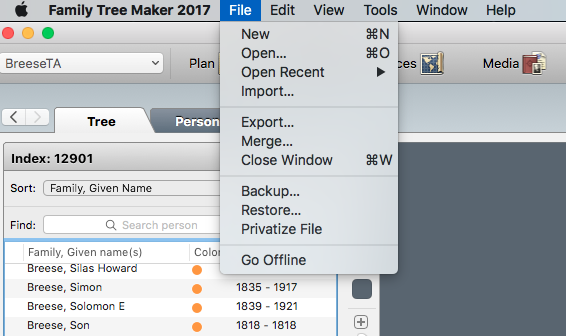 Family Tree Maker 2017 File Edit View Tools Window Help
New ⌘N
BreeseTA Plan Open... ⌘O ces Media
Open Recent ▶
Import...
Tree Person Export...
Merge...
Index: 12901 Close Window ⌘W
Sort: Family, Given Name Backup...
Restore...
Find: Search person Privatize File
Family, Given name(s) Colo Go Offline
Breese, Silas Howard
Breese, Simon 1835 - 1917
Breese, Solomon E 1839 - 1921
Breese, Son 1818 - 1818